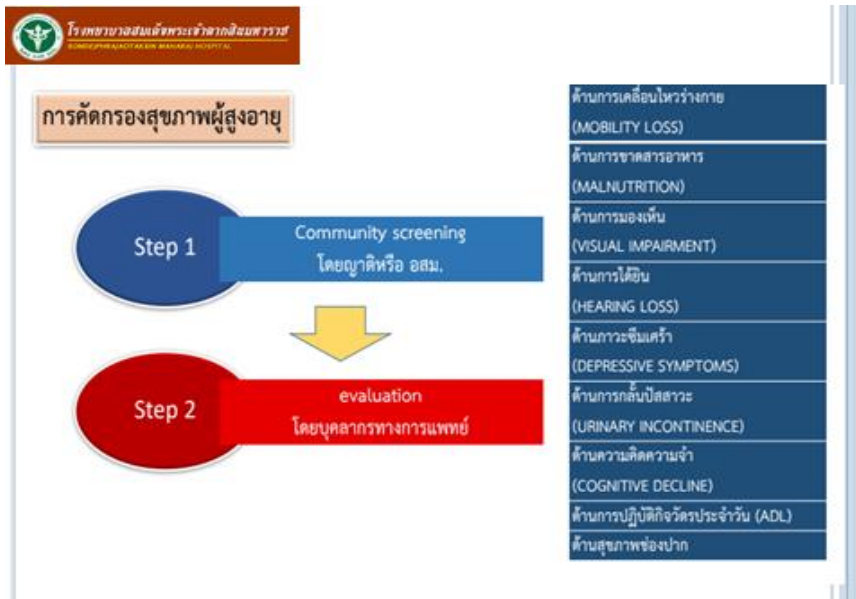 โรงพยาบาลสมเด็จพระเจ้าตากสินมหาราช
SOMDEJPHRAJAOTAKSIN MAHARAJ HOSPITAL
การคัดกรองสุขภาพผู้สูงอายุ
Step 1
Community screening
โดยญาติหรือ อสม.
Step 2
evaluation
โดยบุคลากรทางการแพทย์
ด้านการเคลื่อนไหวร่างกาย
(MOBILITY LOSS)
ด้านการขาดสารอาหาร
(MALNUTRITION)
ด้านการมองเห็น
(VISUAL IMPAIRMENT)
ด้านการได้ยิน
(HEARING LOSS)
ด้านภาวะซึมเศร้า
(DEPRESSIVE SYMPTOMS)
ด้านการกลั้นปัสสาวะ
(URINARY INCONTINENCE)
ด้านความคิดความจำ
(COGNITIVE DECLINE)
ด้านการปฏิบัติกิจวัตรประจำวัน (ADL)
ด้านสุขภาพช่องปาก